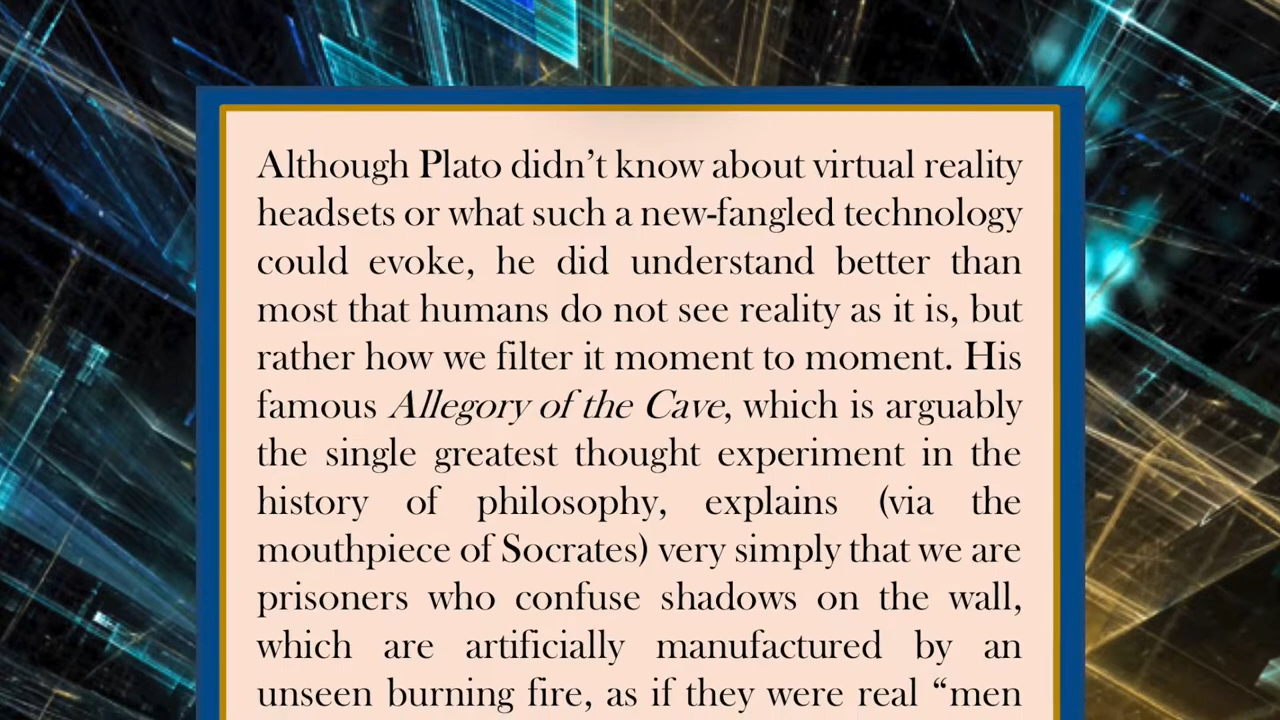 Although Plato didn’t know about virtual reality
headsets or what such a new-fangled technology
could evoke, he did understand better than
most that humans do not see reality as it is, but
rather how we filter it moment to moment. His
famous Allegory of the Cave, which is arguably
the single greatest thought experiment in the
history of philosophy, explains (via the
mouthpiece of Socrates) very simply that we are
prisoners who confuse shadows on the wall,
which are artificially manufactured by an
unseen burning fire, as if they were real “men